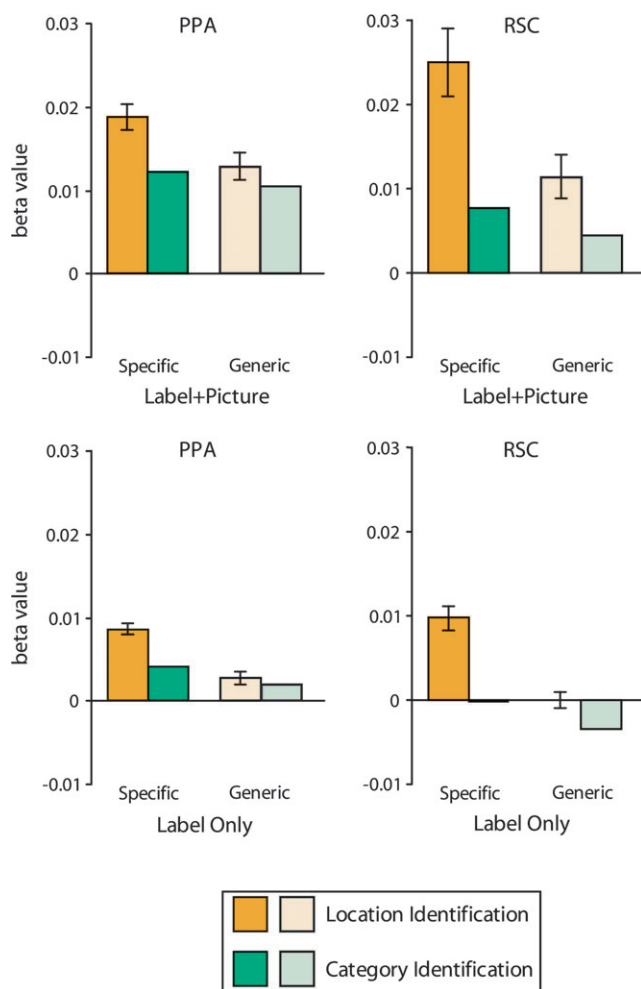 PPA
RSC
0.03
0.02
0.01
0
-0.01
beta value
Specific Generic
Label+Picture
0.03
0.02
0.01
0
-0.01
Specific Generic
Label+Picture
PPA
RSC
0.03
0.02
0.01
0
-0.01
beta value
Specific Generic
Label Only
0.03
0.02
0.01
0
-0.01
Specific Generic
Label Only
Location Identification
Category Identification